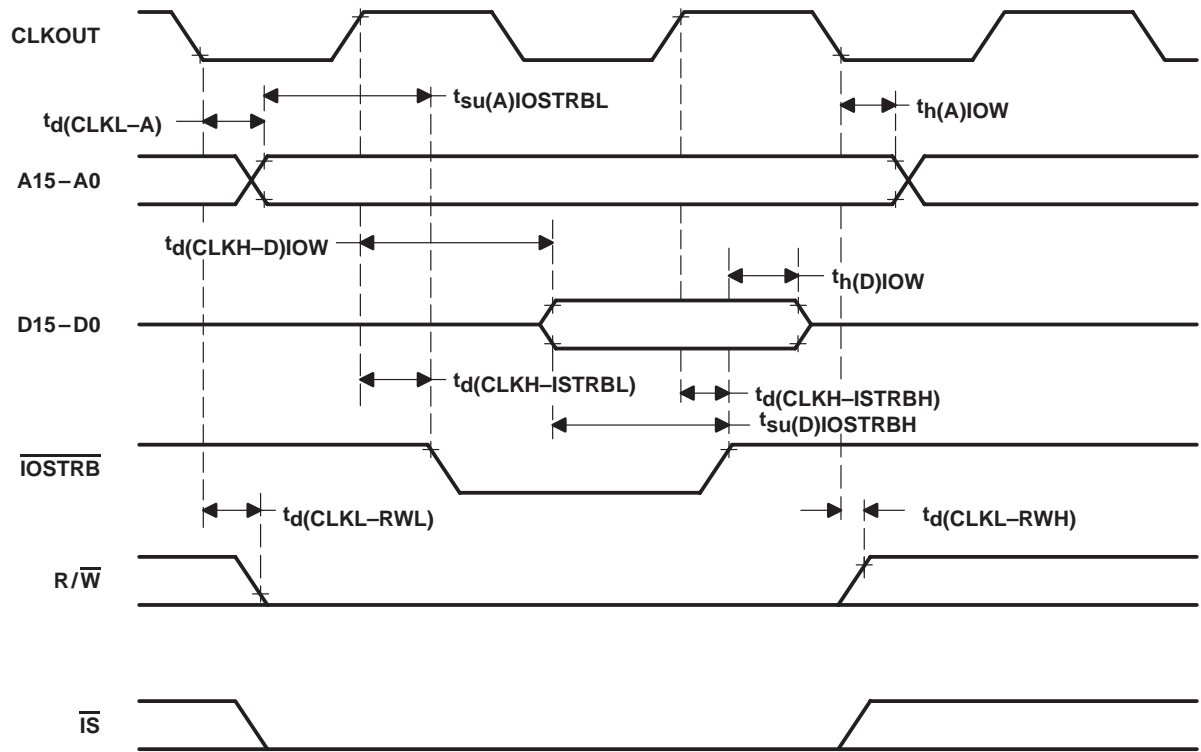 CLKOUT
tsu(A)IOSTRBL
th(A)IOW
td(CLKL–A)
A15–A0
td(CLKH–D)IOW
th(D)IOW
D15–D0
td(CLKH–ISTRBL)
td(CLKH–ISTRBH)
tsu(D)IOSTRBH
IOSTRB
td(CLKL–RWL)
td(CLKL–RWH)
R/W
IS